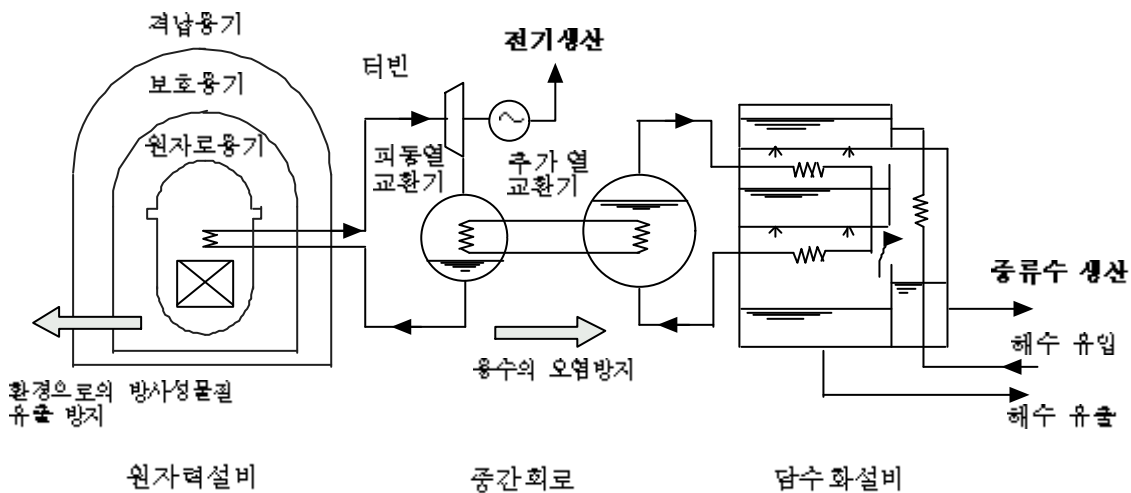 격납용기
보호용기
원자로용기
터빈
전기생산
피동열
교환기
추가 열
교환기
증류수 생산
해수 유입
해수 유출
용수의 오염방지
환경으로의 방사성물질
유출 방지
원자력설비
중간회로
담수화설비